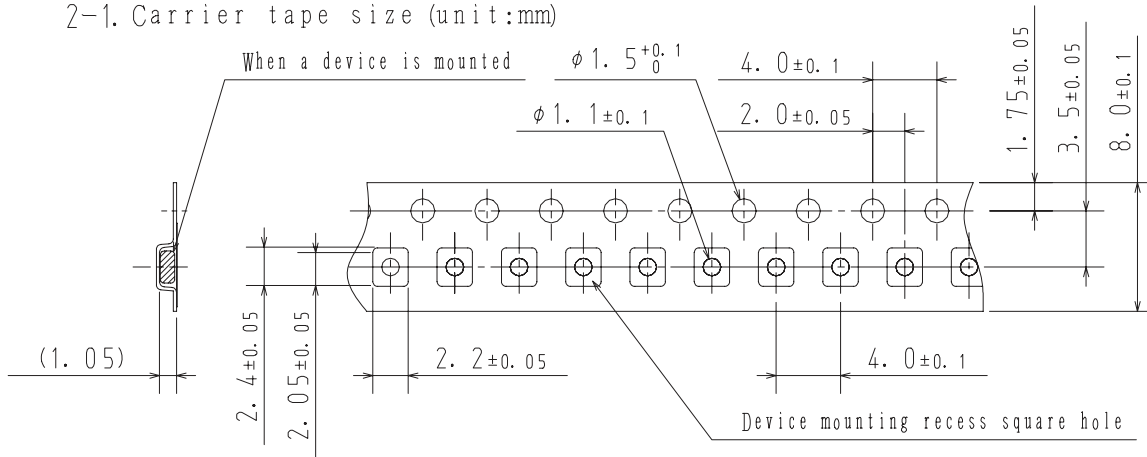 2-1. Carrier tape size (unit:mm)
When a device is mounted
φ1.5 +0.1 0
4.0±0.1
φ1.1±0.1
2.0±0.05
1.75±0.05
3.5±0.05
8.0±0.1
(1.05)
2.4±0.05
2.05±0.05
2.2±0.05
4.0±0.1
Device mounting recess square hole